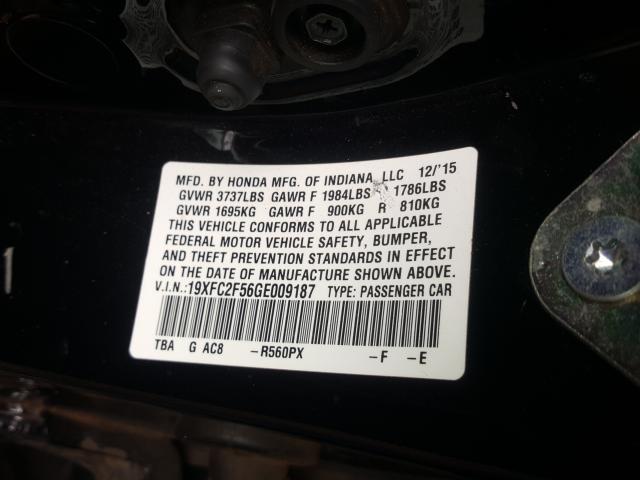 MFD. BY HONDA MFG. OF INDIANA, LLC 12/'15
GVWR 3737LBS GAWR F 1984LBS 1786LBS
GVWR 1695KG GAWR F 900KG R 810KG
THIS VEHICLE CONFORMS TO ALL APPLICABLE
FEDERAL MOTOR VEHICLE SAFETY, BUMPER,
AND THEFT PREVENTION STANDARDS IN EFFECT
ON THE DATE OF MANUFACTURE SHOWN ABOVE.
V.I.N.:19XFC2F56GE009187 TYPE: PASSENGER CAR
TBA G AC8 -R560PX -F -E